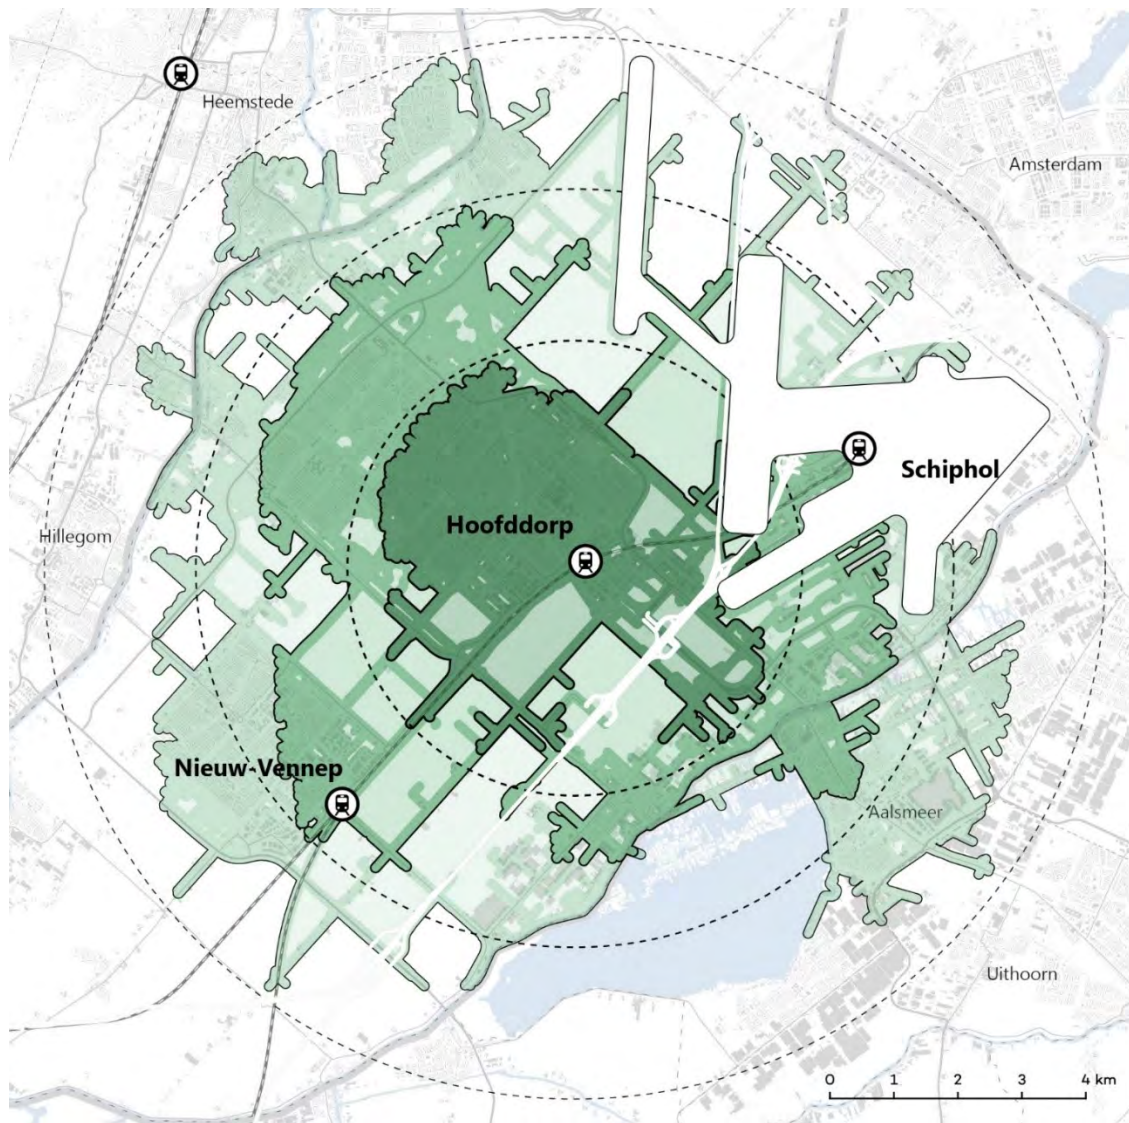 Heemstede
Amsterdam
Schiphol
Hoofddorp
Hillegom
Nieuw-Vennep
Aalsmeer
Uithoorn
0 1 2 3 4 km